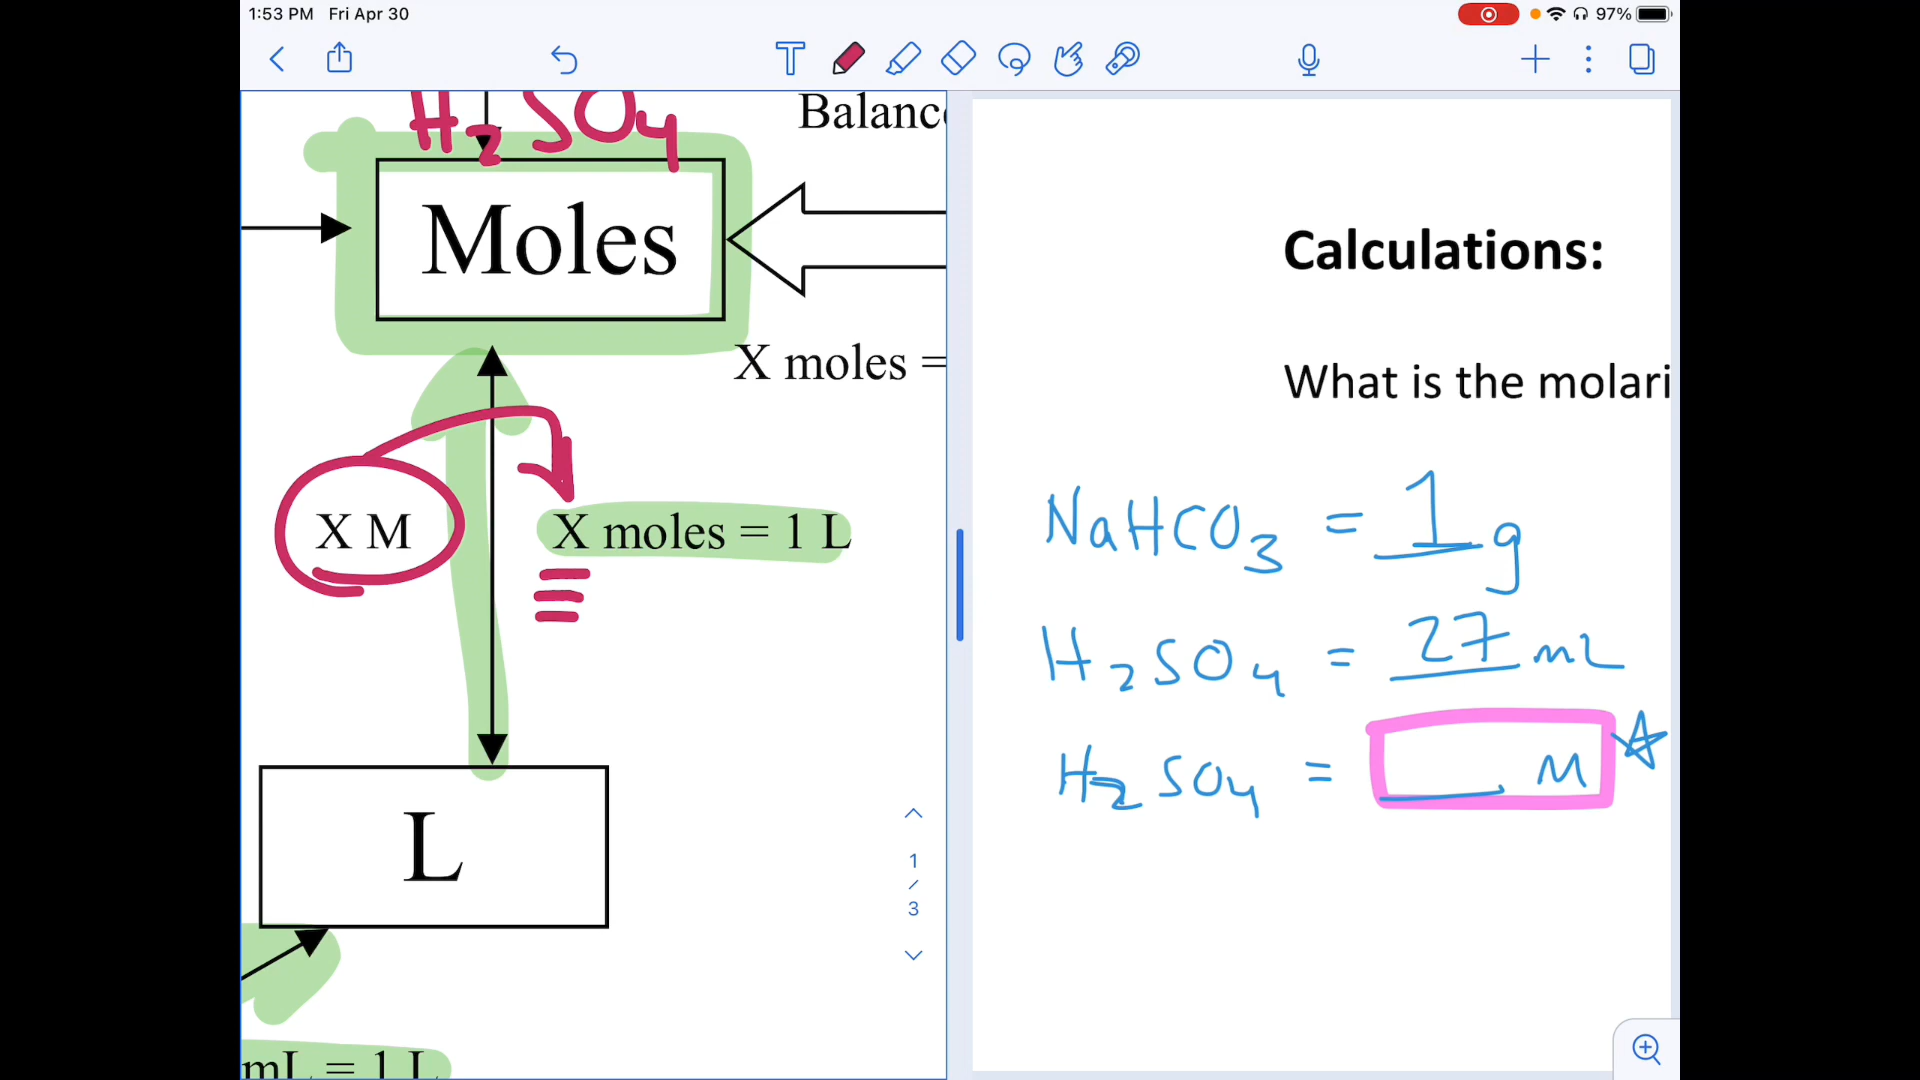 1:53 PM Fri Apr 30
97%
T
H2SO4
Balanc
Moles
X moles =
X M
X moles = 1 L
L
1
/
3
mL = 1 L
Calculations:
What is the molari
NaHCO3 = 1 g
H2SO4 = 27 mL
H2SO4 = ___ M